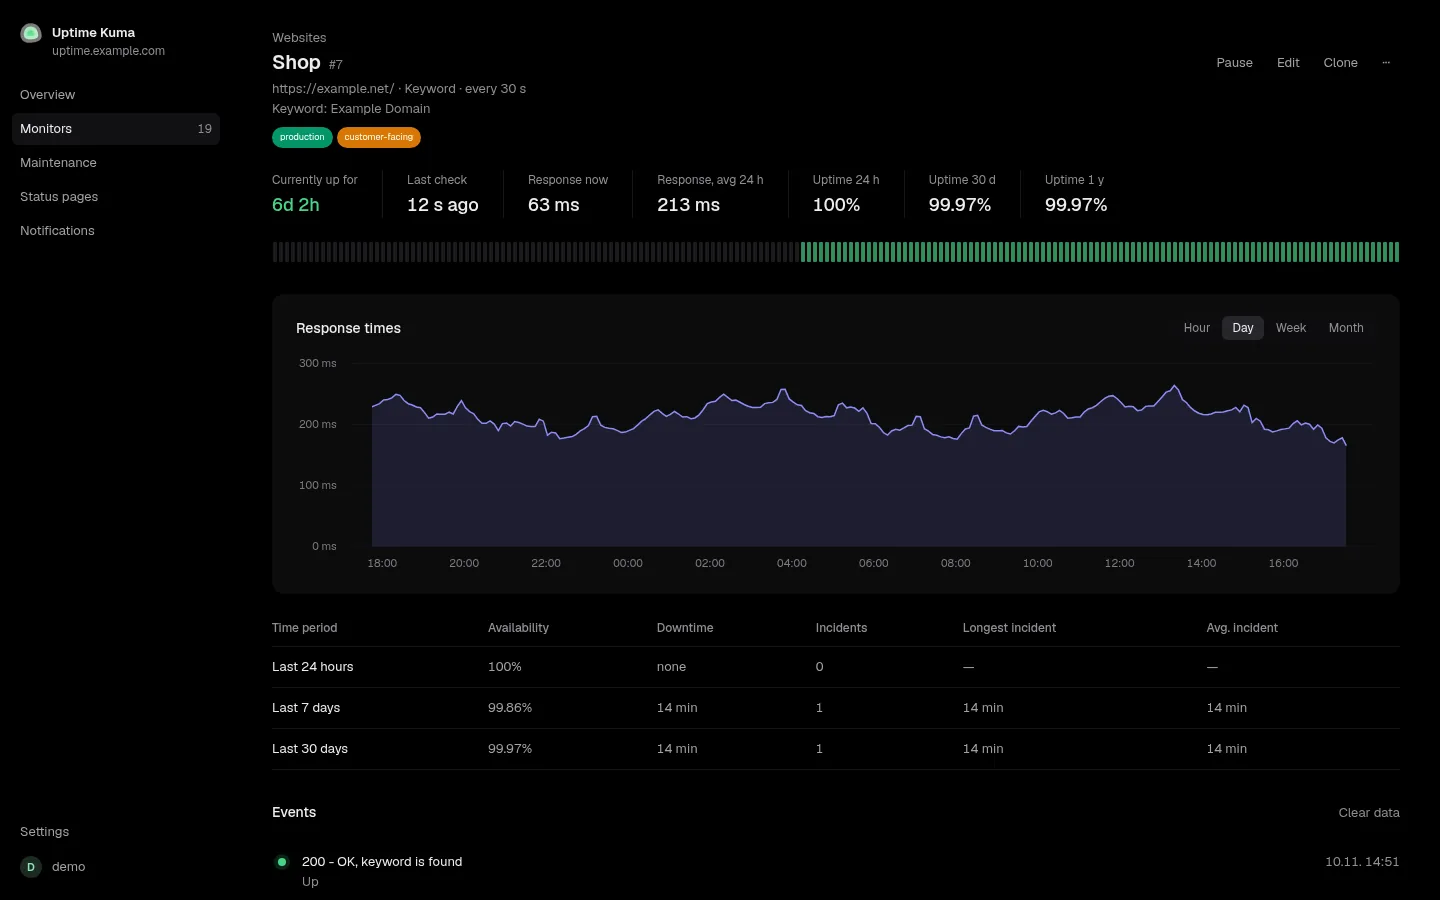 Uptime Kuma
uptime.example.com
Overview
Monitors 19
Maintenance
Status pages
Notifications
Settings
D demo
Websites
Shop #7
Pause Edit Clone ...
https://example.net/ · Keyword · every 30 s
Keyword: Example Domain
production customer-facing
Currently up for Last check Response now Response, avg 24 h Uptime 24 h Uptime 30 d Uptime 1 y
6d 2h 12 s ago 63 ms 213 ms 100% 99.97% 99.97%
Response times Hour Day Week Month
300 ms
200 ms
100 ms
0 ms
18:00 20:00 22:00 00:00 02:00 04:00 06:00 08:00 10:00 12:00 14:00 16:00
Time period Availability Downtime Incidents Longest incident Avg. incident
Last 24 hours 100% none 0 — —
Last 7 days 99.86% 14 min 1 14 min 14 min
Last 30 days 99.97% 14 min 1 14 min 14 min
Events Clear data
200 - OK, keyword is found 10.11. 14:51
Up